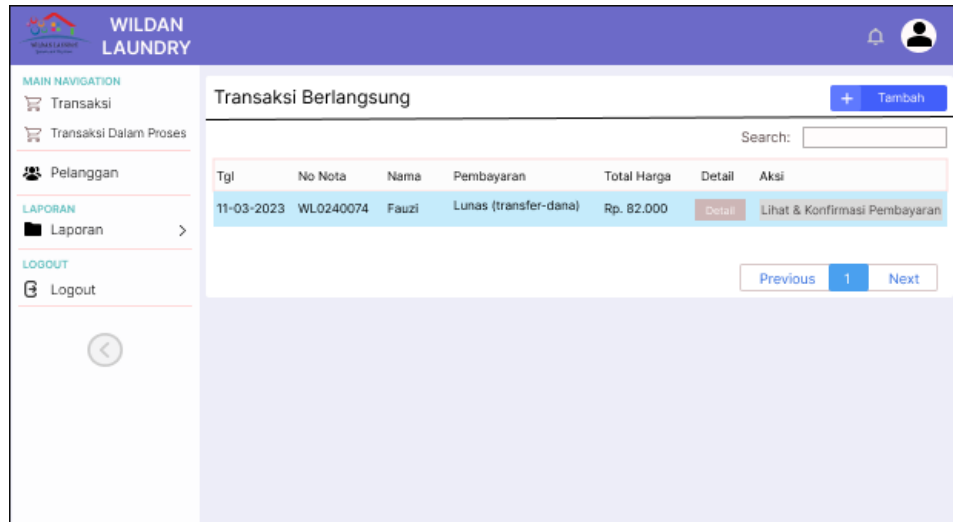 WILDAN
LAUNDRY
MAIN NAVIGATION
Transaksi
Transaksi Dalam Proses
Pelanggan
LAPORAN
Laporan
LOGOUT
Logout
Transaksi Berlangsung
+ Tambah
Search:
Tgl No Nota Nama Pembayaran Total Harga Detail Aksi
11-03-2023 WL0240074 Fauzi Lunas (transfer-dana) Rp. 82.000 Detail Lihat & Konfirmasi Pembayaran
Previous 1 Next